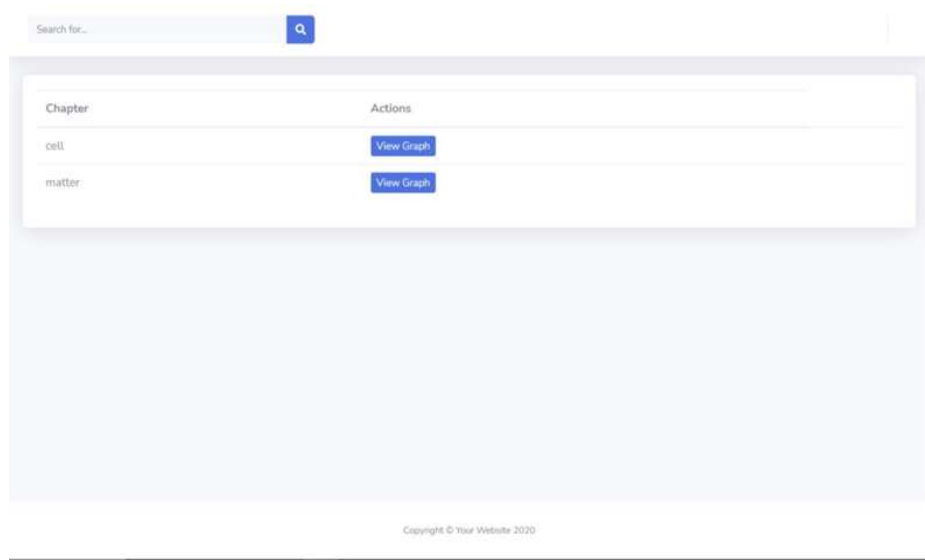 Search for...
Chapter Actions
cell View Graph
matter View Graph
Copyright © Your Website 2020